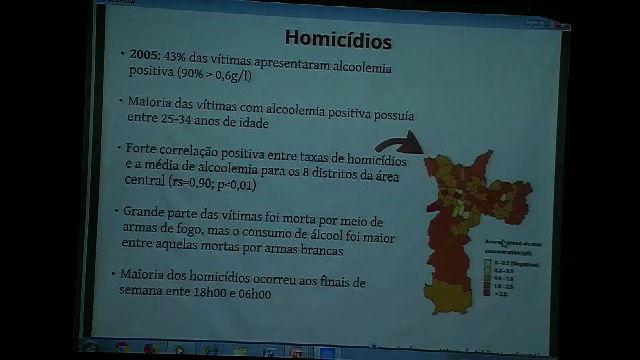 Homicídios
• 2005: 43% das vítimas apresentaram alcoolemia
positiva (90% > 0,6g/l)
• Maioria das vítimas com alcoolemia positiva possuía
entre 25-34 anos de idade
• Forte correlação positiva entre taxas de homicídios
e a média de alcoolemia para os 8 distritos da área
central (rs=0,90; p<0,01)
• Grande parte das vítimas foi morta por meio de
armas de fogo, mas o consumo de álcool foi maior
entre aquelas mortas por armas brancas
• Maioria dos homicídios ocorreu aos finais de
semana ente 18h00 e 06h00